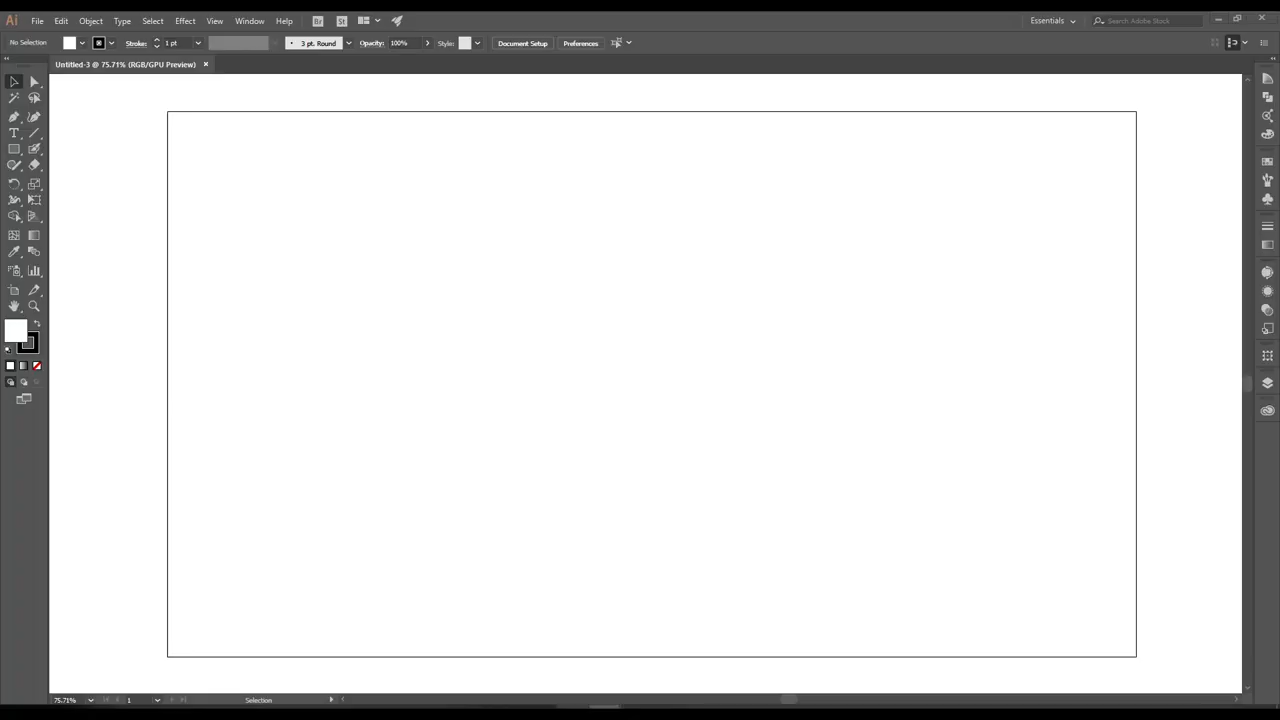 Ai File Edit Object Type Select Effect View Window Help Br St Essentials Search Adobe Stock
No Selection Stroke: 1 pt 3 pt. Round Opacity: 100% Style: Document Setup Preferences
Untitled-3 @ 75.71% (RGB/GPU Preview) ×
T
75.71% 1 Selection